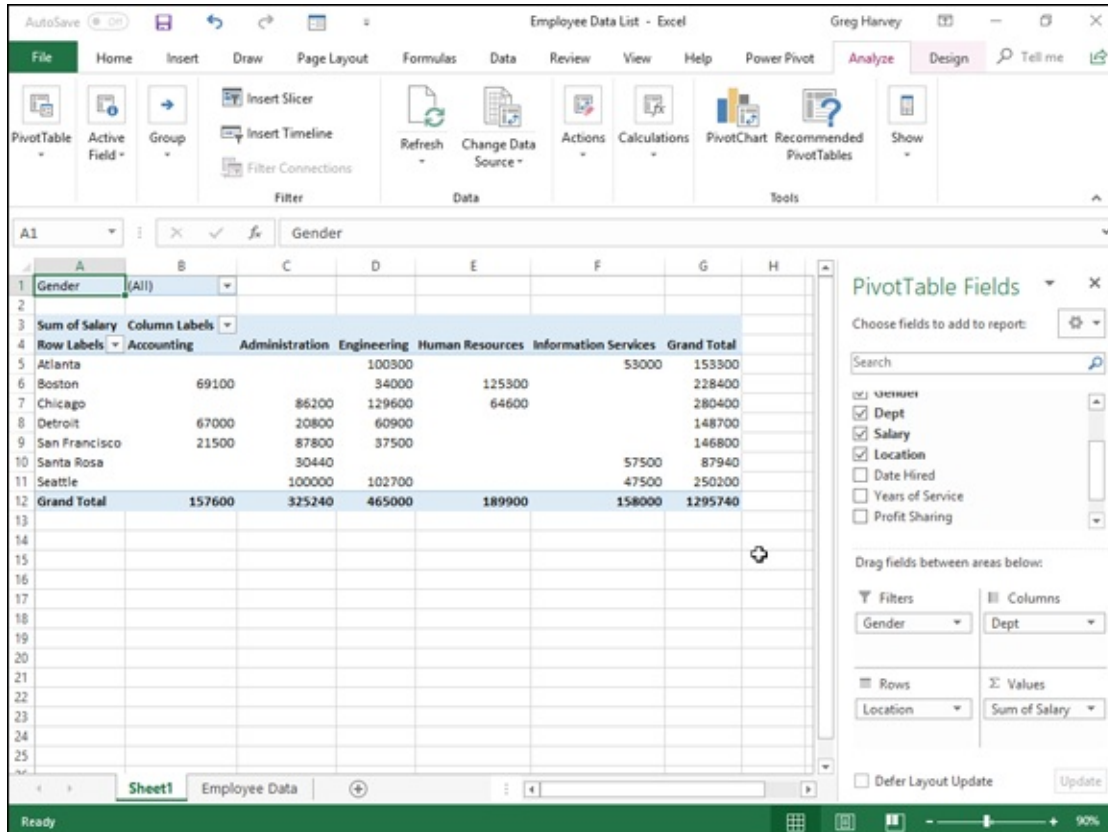 AutoSave Off Employee Data List - Excel Greg Harvey
File Home Insert Draw Page Layout Formulas Data Review View Help Power Pivot Analyze Design Tell me
PivotTable
Active Field
Group
Insert Slicer
Insert Timeline
Filter Connections
Filter
Refresh
Change Data Source
Data
Actions
Calculations
PivotChart
Recommended PivotTables
Tools
Show
A1 fx Gender
A B C D E F G H
1 Gender (All)
2
3 Sum of Salary Column Labels
4 Row Labels Accounting Administration Engineering Human Resources Information Services Grand Total
5 Atlanta 100300 53000 153300
6 Boston 69100 34000 125300 228400
7 Chicago 86200 129600 64600 280400
8 Detroit 67000 20800 60900 148700
9 San Francisco 21500 87800 37500 146800
10 Santa Rosa 30440 57500 87940
11 Seattle 100000 102700 47500 250200
12 Grand Total 157600 325240 465000 189900 158000 1295740
13
14
15
16
17
18
19
20
21
22
23
24
25
PivotTable Fields
Choose fields to add to report:
Search
Gender
Dept
Salary
Location
Date Hired
Years of Service
Profit Sharing
Drag fields between areas below:
Filters Columns
Gender Dept
Rows Σ Values
Location Sum of Salary
Defer Layout Update Update
Sheet1 Employee Data
Ready 90%